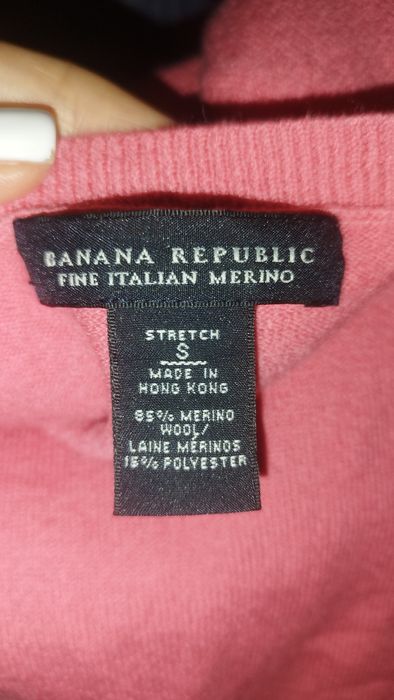 BANANA REPUBLIC
FINE ITALIAN MERINO
STRETCH
S
MADE IN
HONG KONG
85% MERINO
WOOL/
LAINE MÉRINOS
15% POLYESTER